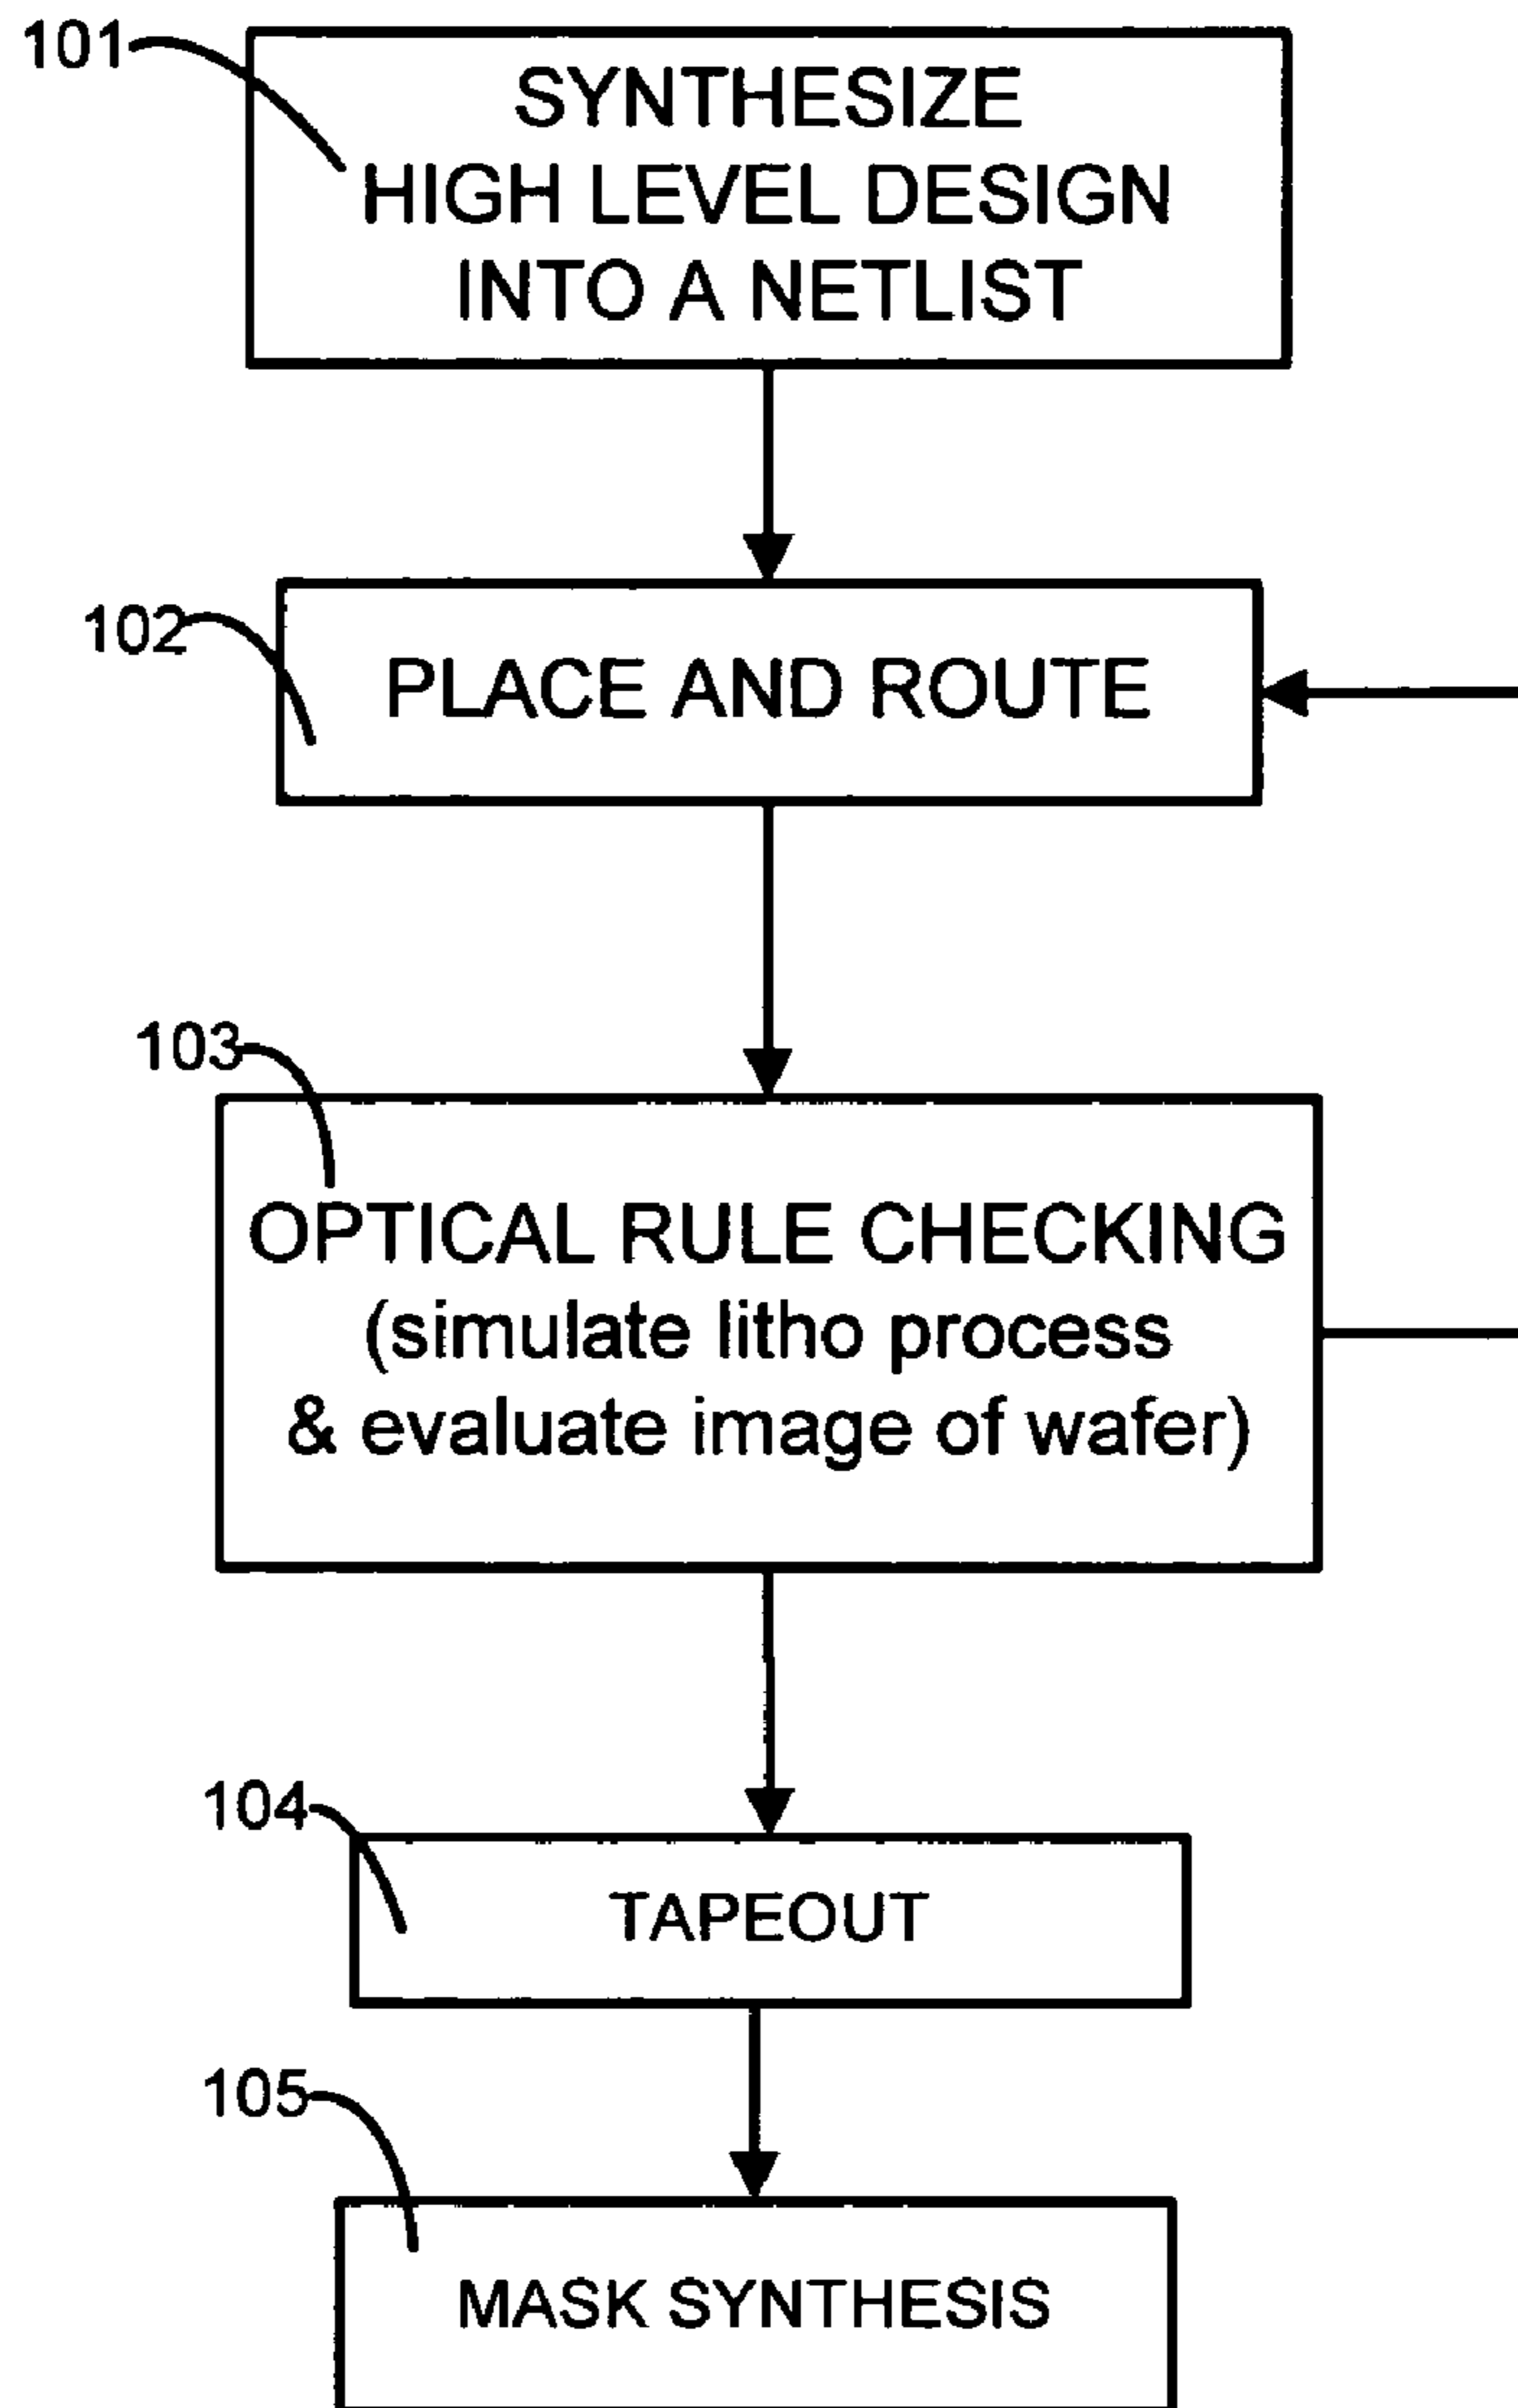 101
SYNTHESIZE
HIGH LEVEL DESIGN
INTO A NETLIST
102
PLACE AND ROUTE
103
OPTICAL RULE CHECKING
(simulate litho process
& evaluate image of wafer)
104
TAPEOUT
105
MASK SYNTHESIS